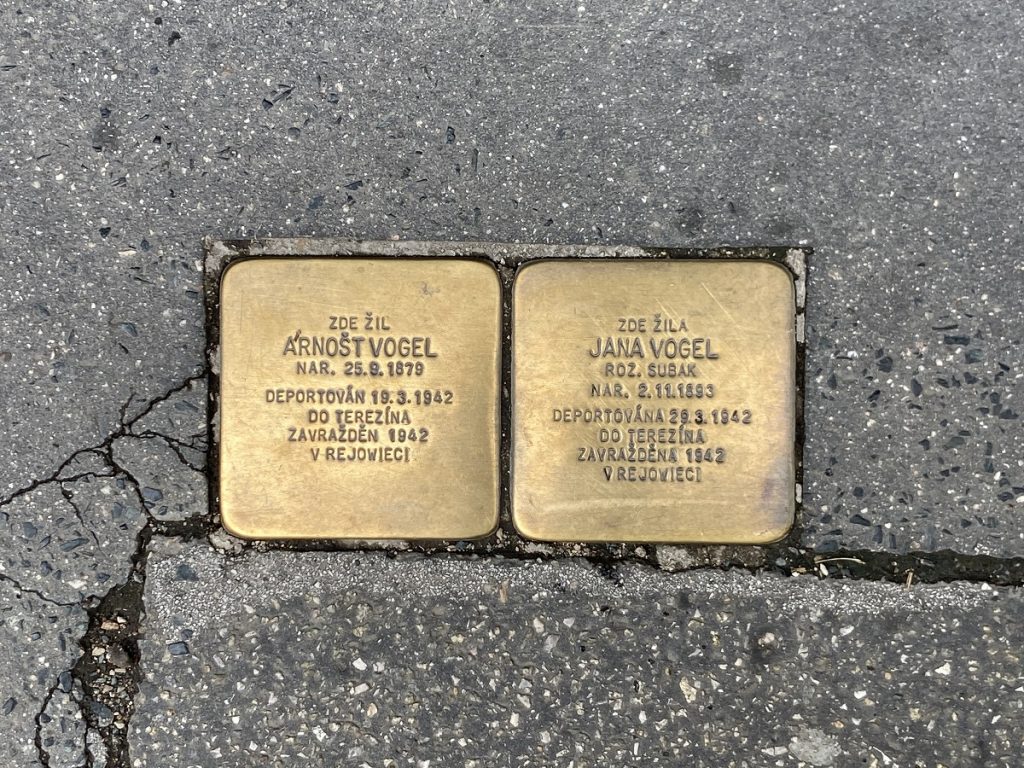 ZDE ŽIL
ARNOŠT VOGEL
NAR. 25.9.1879
DEPORTOVÁN 19.3.1942
DO TEREZÍNA
ZAVRAŽDĚN 1942
V REJOWIECI
ZDE ŽILA
JANA VOGEL
ROZ. SUBAK
NAR. 2.11.1893
DEPORTOVÁNA 29.3.1942
DO TEREZÍNA
ZAVRAŽDĚNA 1942
V REJOWIECI